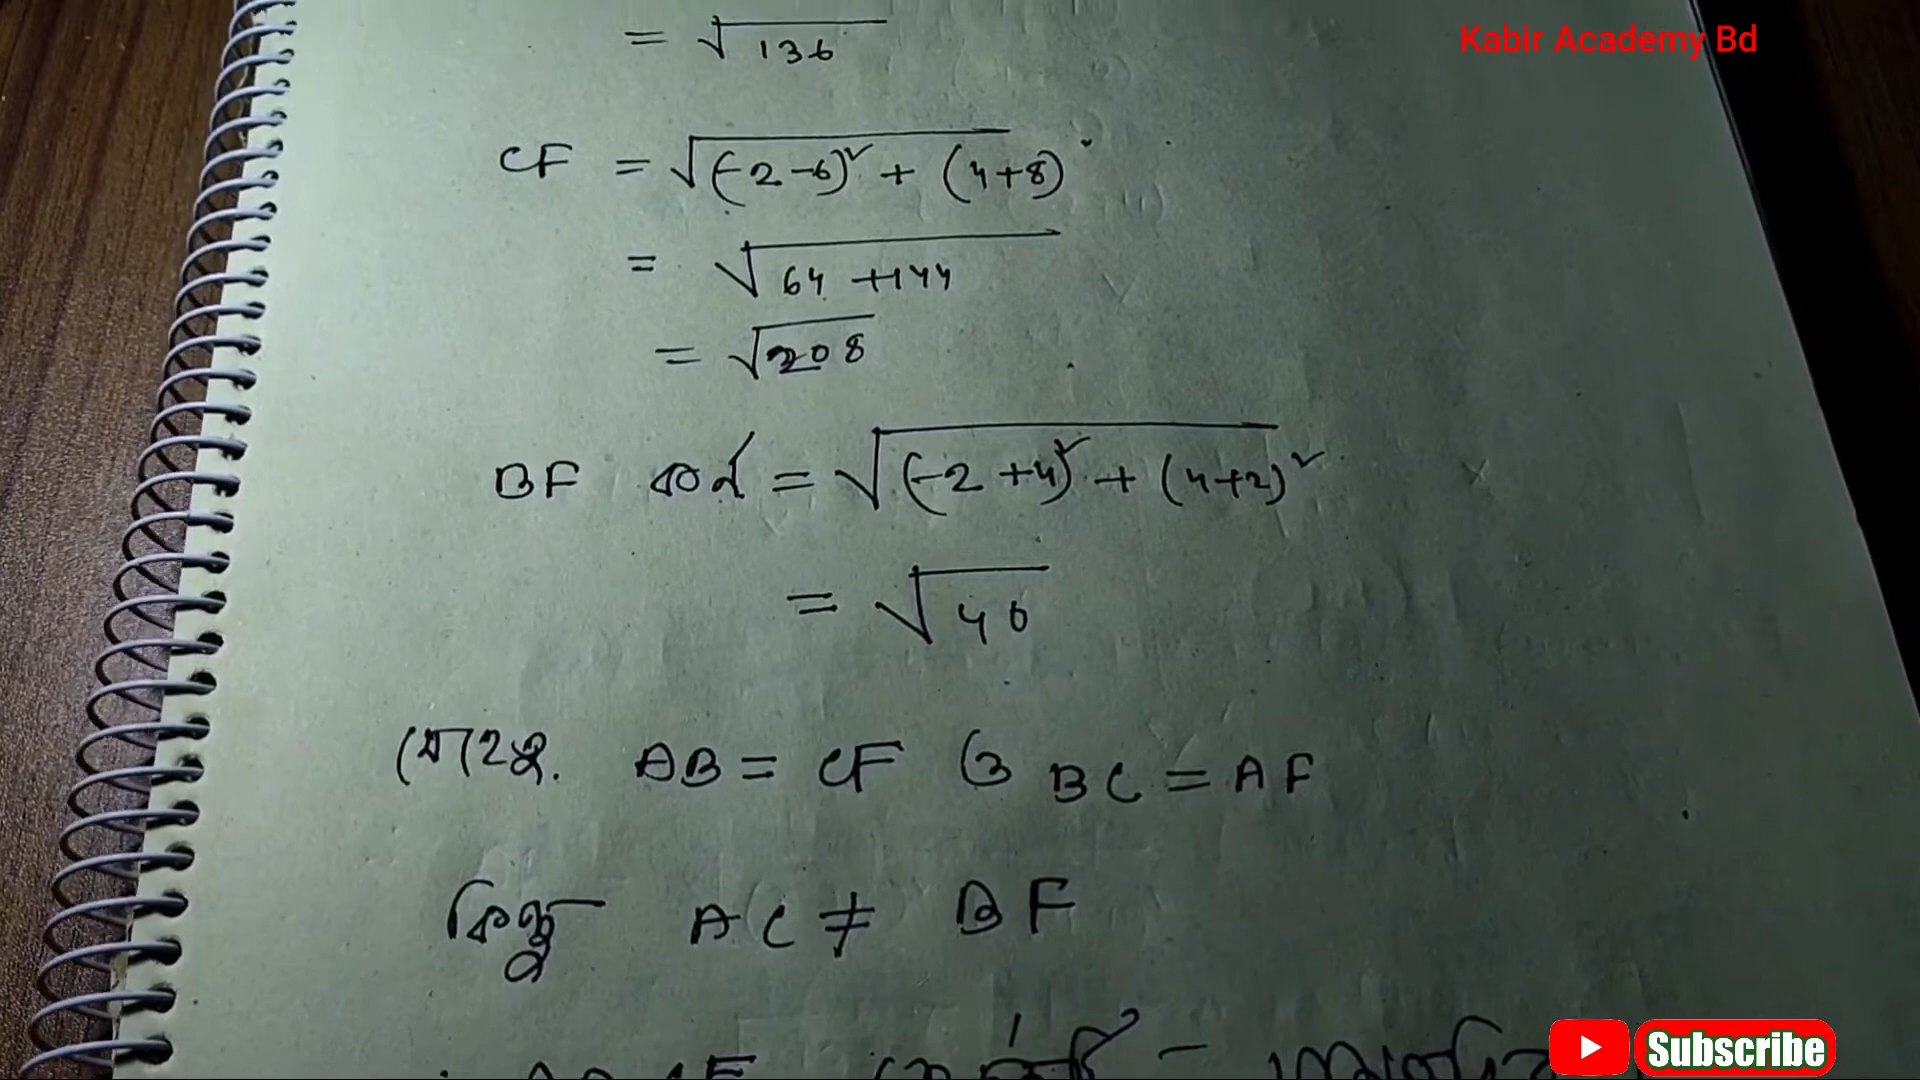 = √136
Kabir Academy Bd
CF = √(-2-6)² + (4+8)
= √64 +144
= √208
BF কর্ণ = √(-2+4)² + (4+2)²
= √40
যেহেতু. AB = CF ও BC = AF
কিন্তু AC ≠ BF
Subscribe